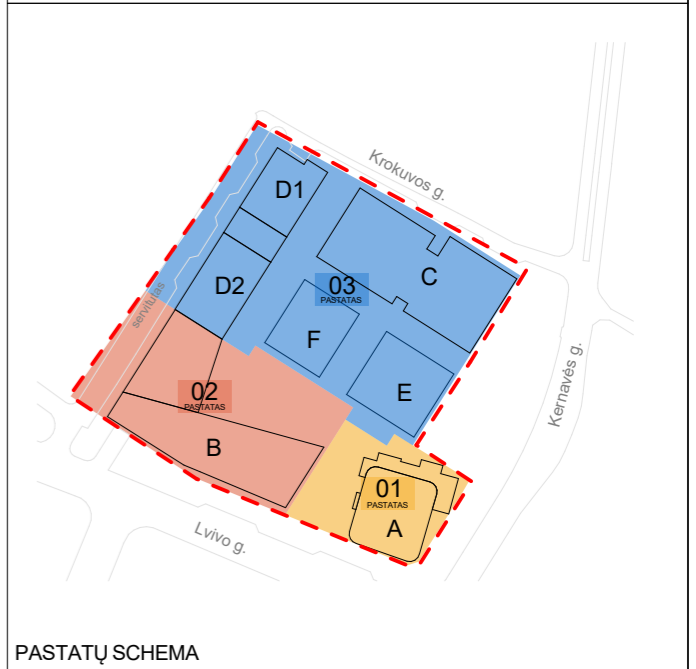 Krokuvos g.
D1
C
D2
03
PASTATAS
servitutas
F
Kernavės g.
E
02
PASTATAS
B
01
PASTATAS
A
Lvivo g.
PASTATŲ SCHEMA